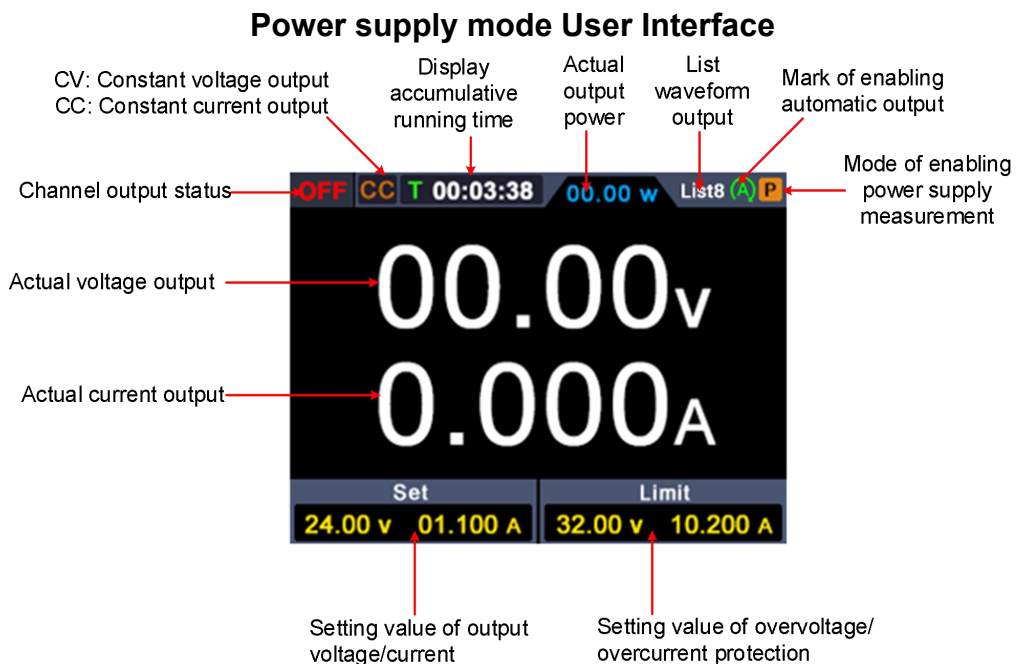 Power supply mode User Interface
CV: Constant voltage output
CC: Constant current output
Display
accumulative
running time
Actual
output
power
List
waveform
output
Mark of enabling
automatic output
Mode of enabling
power supply
measurement
Channel output status
OFF CC T 00:03:38 00.00 W List8 A P
Actual voltage output
00.00V
Actual current output
0.000A
Set
Limit
24.00 V 01.100 A
32.00 V 10.200 A
Setting value of output
voltage/current
Setting value of overvoltage/
overcurrent protection